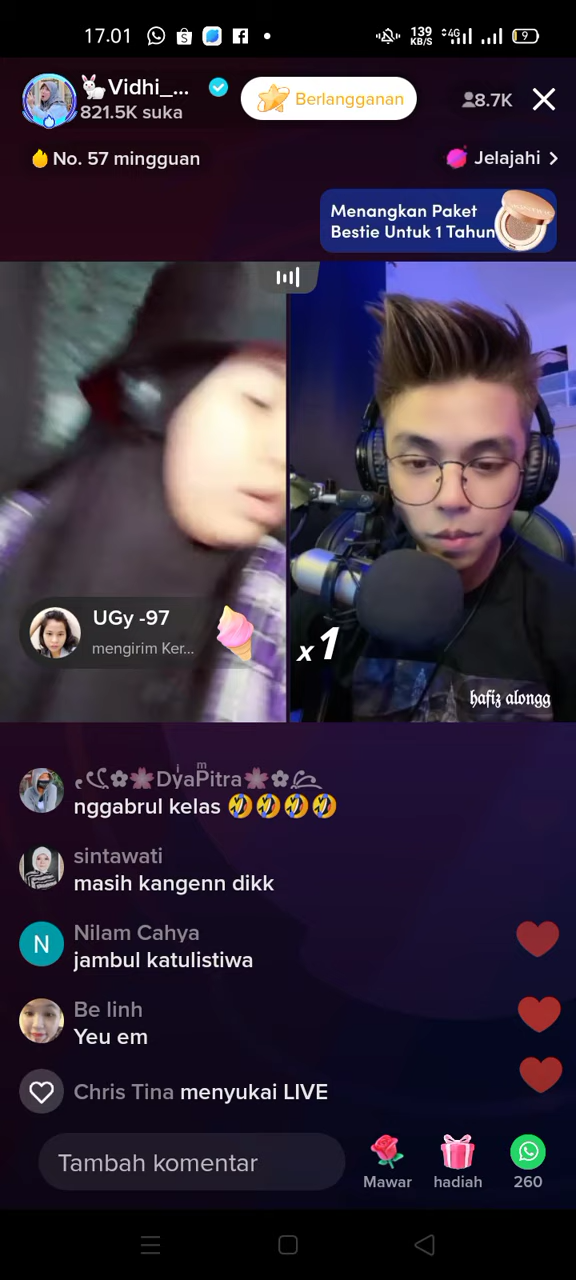 17.01
139
KB/S
4G
9
Vidhi_...
821.5K suka
Berlangganan
8.7K
No. 57 mingguan
Jelajahi
Menangkan Paket
Bestie Untuk 1 Tahun
UGy -97
mengirim Ker...
x1
hafiz alongg
DyaPitra
nggabrul kelas 🤣🤣🤣🤣
sintawati
masih kangenn dikk
N
Nilam Cahya
jambul katulistiwa
Be linh
Yeu em
Chris Tina menyukai LIVE
Tambah komentar
Mawar
hadiah
260